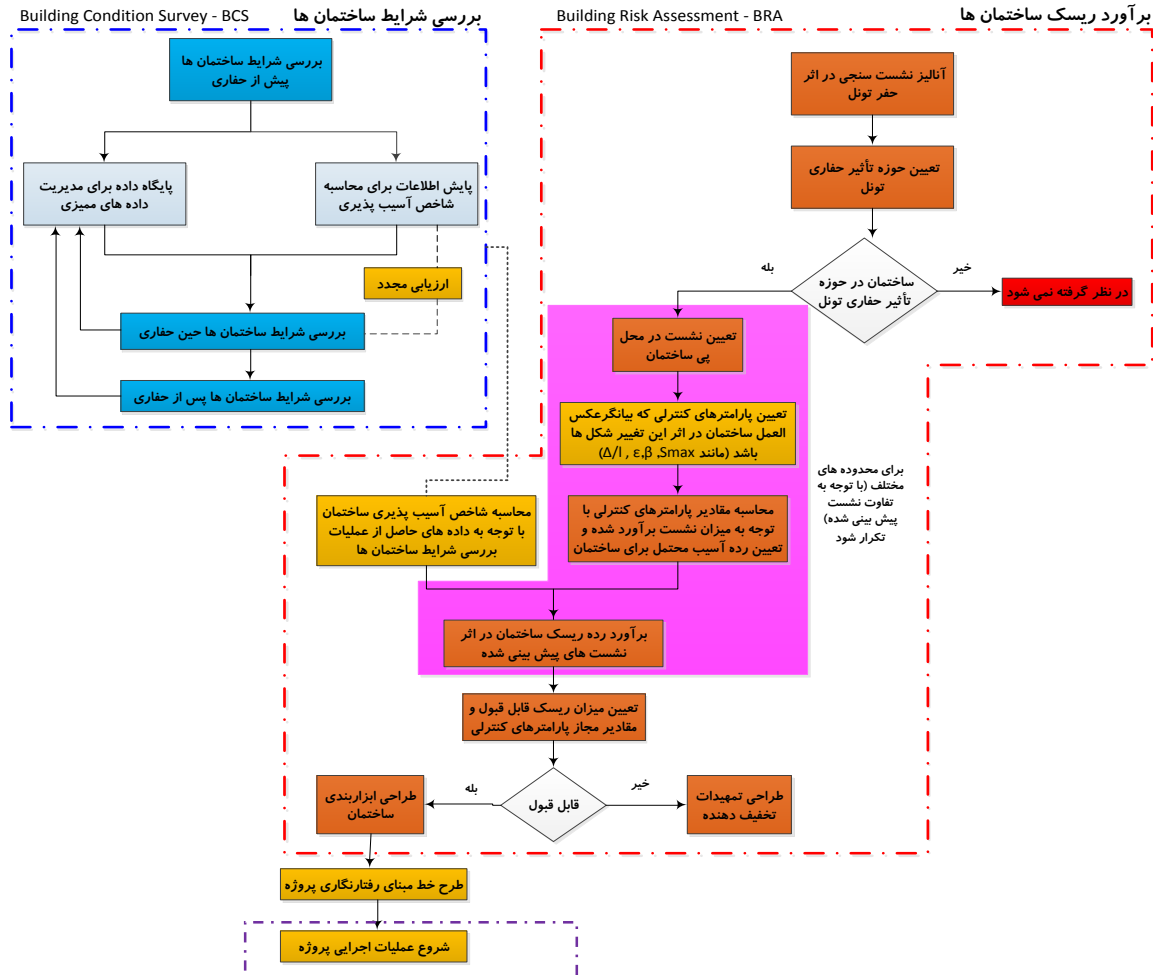 Building Condition Survey - BCS
بررسی شرایط ساختمان ها
بررسی شرایط ساختمان ها
پیش از حفاری
پایگاه داده برای مدیریت
داده های ممیزی
پایش اطلاعات برای محاسبه
شاخص آسیب پذیری
ارزیابی مجدد
بررسی شرایط ساختمان ها حین حفاری
بررسی شرایط ساختمان ها پس از حفاری
Building Risk Assessment - BRA
برآورد ریسک ساختمان ها
آنالیز نشست سنجی در اثر
حفر تونل
تعیین حوزه تأثیر حفاری
تونل
ساختمان در حوزه
تأثیر حفاری تونل
بله
خیر
در نظر گرفته نمی شود
تعیین نشست در محل
پی ساختمان
تعیین پارامترهای کنترلی که بیانگرعکس
العمل ساختمان در اثر این تغییر شکل ها
باشد (مانند Δ/l , ε,β ,Smax)
محاسبه مقادیر پارامترهای کنترلی با
توجه به میزان نشست برآورد شده و
تعیین رده آسیب محتمل برای ساختمان
برای محدوده های
مختلف (با توجه به
تفاوت نشست
پیش بینی شده)
تکرار شود
محاسبه شاخص آسیب پذیری ساختمان
با توجه به داده های حاصل از عملیات
بررسی شرایط ساختمان ها
برآورد رده ریسک ساختمان در اثر
نشست های پیش بینی شده
تعیین میزان ریسک قابل قبول و
مقادیر مجاز پارامترهای کنترلی
قابل قبول
بله
خیر
طراحی ابزاربندی
ساختمان
طراحی تمهیدات
تخفیف دهنده
طرح خط مبنای رفتارنگاری پروژه
شروع عملیات اجرایی پروژه